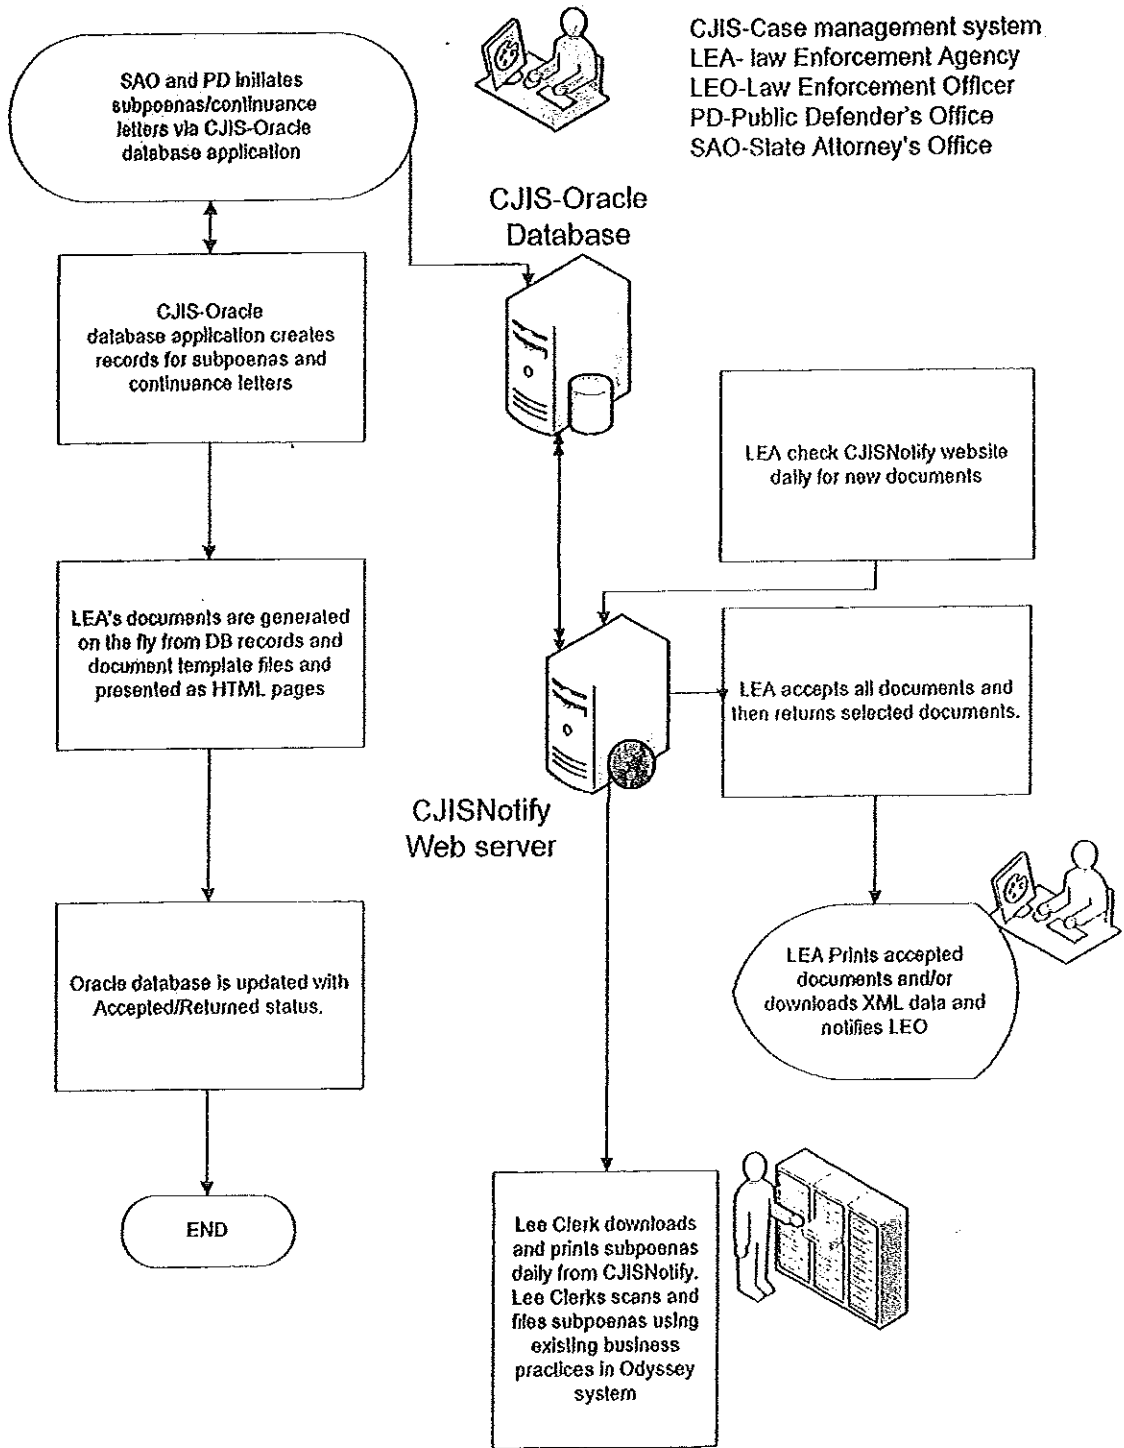 CJIS-Case management system
LEA- law Enforcement Agency
LEO-Law Enforcement Officer
PD-Public Defender's Office
SAO-State Attorney's Office
SAO and PD Initiates
subpoenas/continuance
letters via CJIS-Oracle
database application
CJIS-Oracle
Database
CJIS-Oracle
database application creates
records for subpoenas and
continuance letters
LEA check CJISNotify website
daily for new documents
LEA's documents are generated
on the fly from DB records and
document template files and
presented as HTML pages
LEA accepts all documents and
then returns selected documents.
CJISNotify
Web server
Oracle database is updated with
Accepted/Returned status.
LEA Prints accepted
documents and/or
downloads XML data and
notifies LEO
END
Lee Clerk downloads
and prints subpoenas
daily from CJISNotify.
Lee Clerks scans and
files subpoenas using
existing business
practices in Odyssey
system